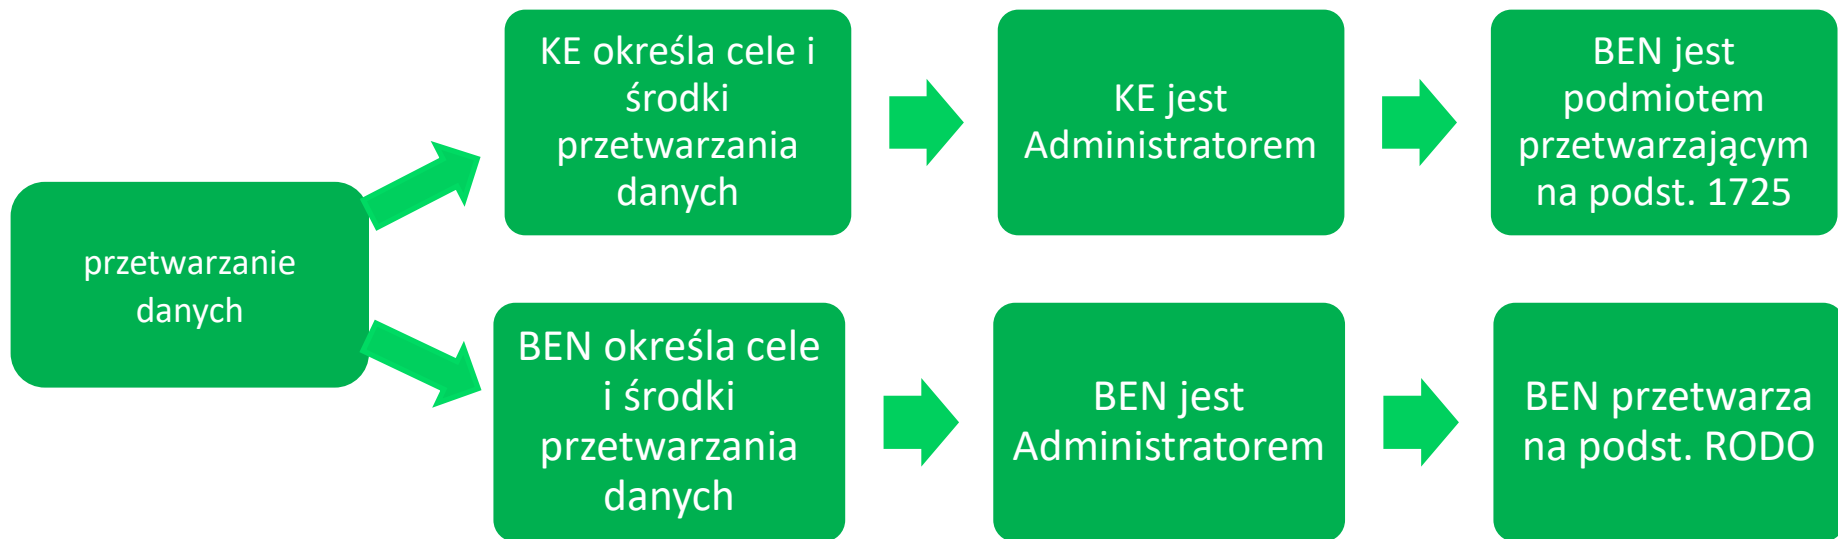 przetwarzanie
danych
KE określa cele i
środki
przetwarzania
danych
KE jest
Administratorem
BEN jest
podmiotem
przetwarzającym
na podst. 1725
BEN określa cele
i środki
przetwarzania
danych
BEN jest
Administratorem
BEN przetwarza
na podst. RODO